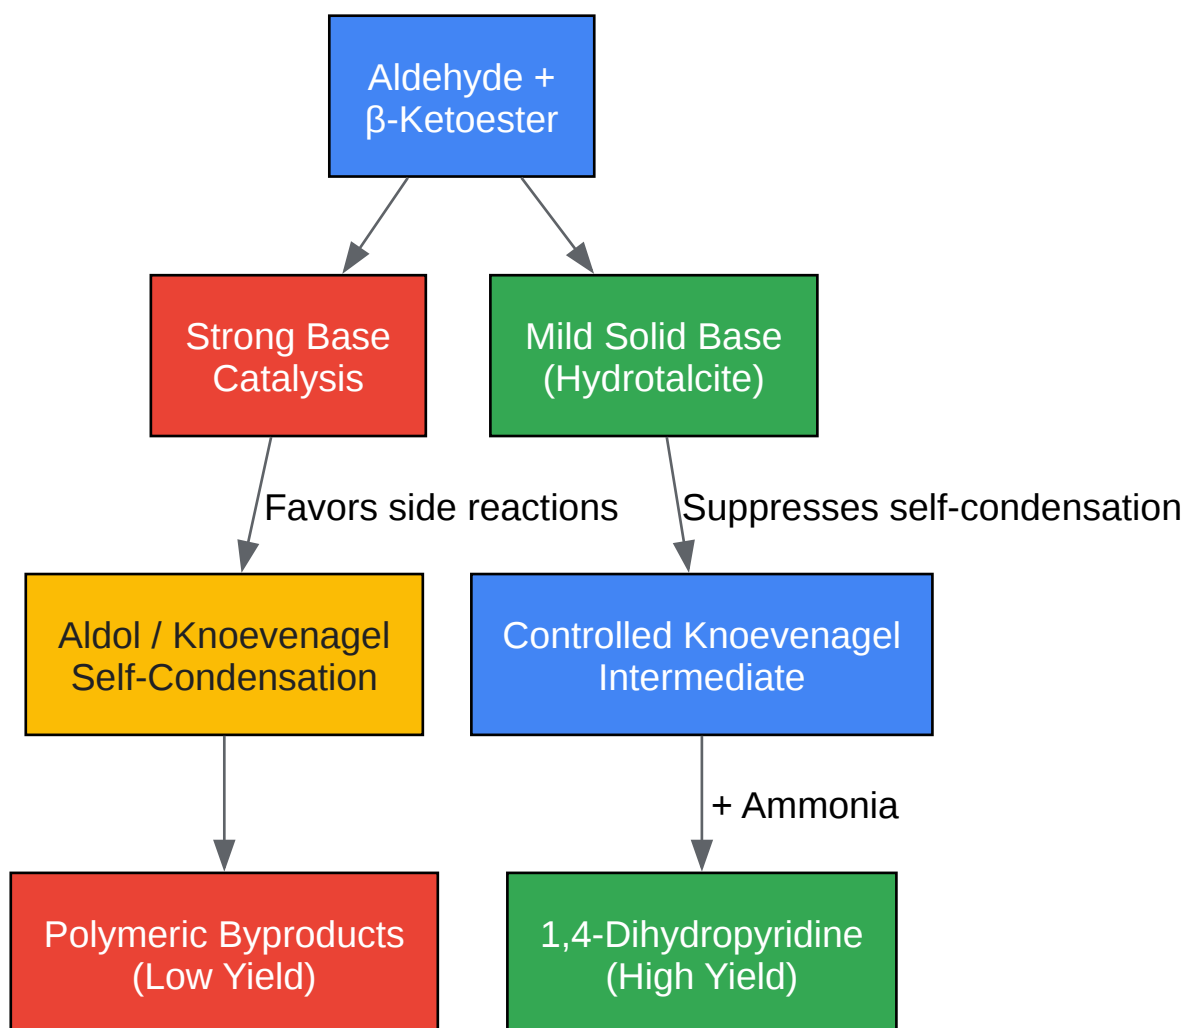 Aldehyde +
β-Ketoester
Strong Base
Catalysis
Mild Solid Base
(Hydrotalcite)
Favors side reactions
Suppresses self-condensation
Aldol / Knoevenagel
Self-Condensation
Controlled Knoevenagel
Intermediate
+ Ammonia
Polymeric Byproducts
(Low Yield)
1,4-Dihydropyridine
(High Yield)